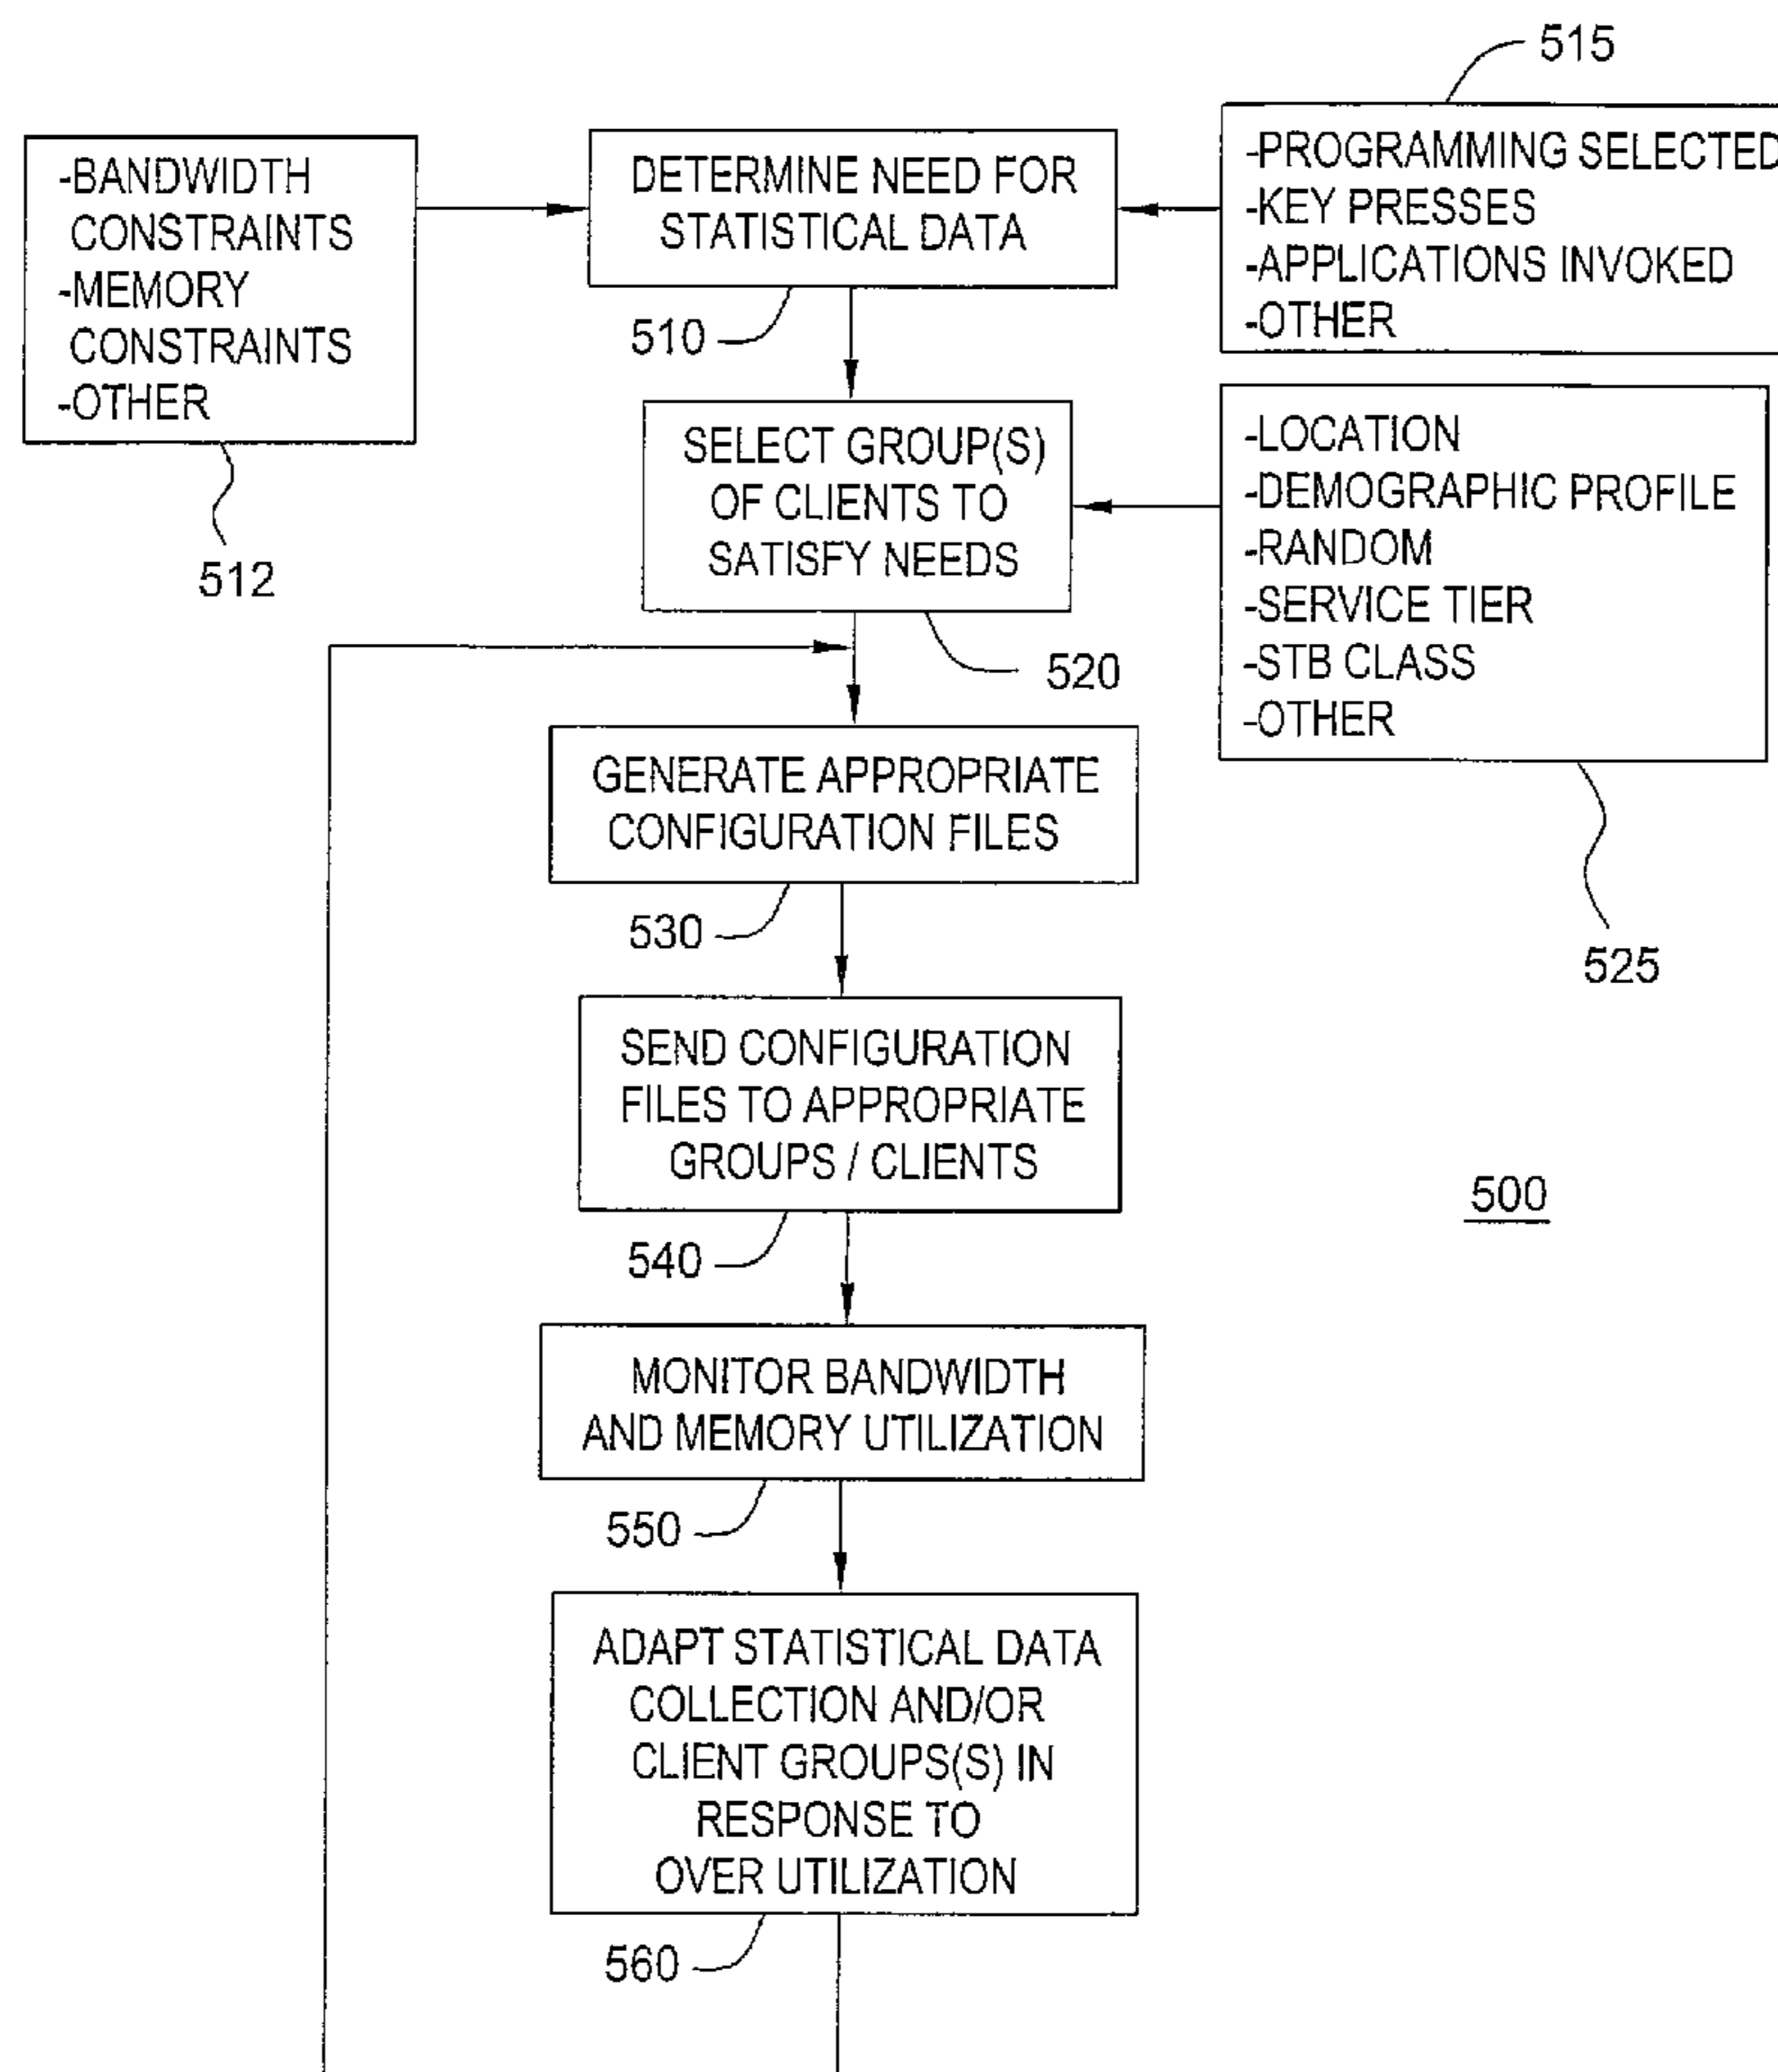 515
-BANDWIDTH
CONSTRAINTS
-MEMORY
CONSTRAINTS
-OTHER
512
DETERMINE NEED FOR
STATISTICAL DATA
510
-PROGRAMMING SELECTED
-KEY PRESSES
-APPLICATIONS INVOKED
-OTHER
SELECT GROUP(S)
OF CLIENTS TO
SATISFY NEEDS
520
-LOCATION
-DEMOGRAPHIC PROFILE
-RANDOM
-SERVICE TIER
-STB CLASS
-OTHER
525
GENERATE APPROPRIATE
CONFIGURATION FILES
530
SEND CONFIGURATION
FILES TO APPROPRIATE
GROUPS / CLIENTS
540
500
MONITOR BANDWIDTH
AND MEMORY UTILIZATION
550
ADAPT STATISTICAL DATA
COLLECTION AND/OR
CLIENT GROUPS(S) IN
RESPONSE TO
OVER UTILIZATION
560